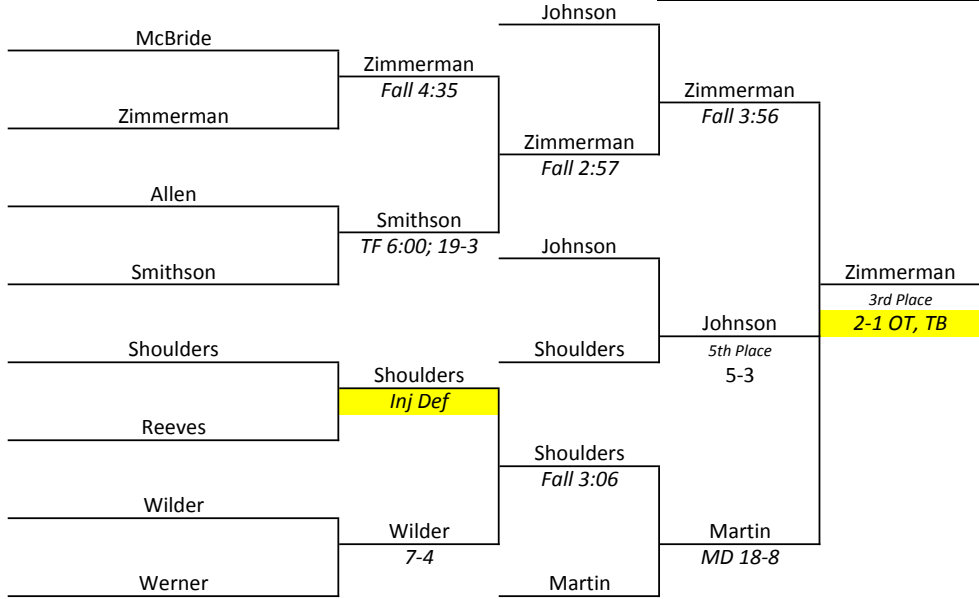 Johnson
McBride
Zimmerman
Fall 4:35
Zimmerman
Fall 3:56
Zimmerman
Zimmerman
Fall 2:57
Allen
Smithson
TF 6:00; 19-3
Johnson
Smithson
Zimmerman
3rd Place
2-1 OT, TB
Johnson
5th Place
5-3
Shoulders
Shoulders
Shoulders
Inj Def
Reeves
Shoulders
Fall 3:06
Wilder
Wilder
7-4
Martin
MD 18-8
Werner
Martin